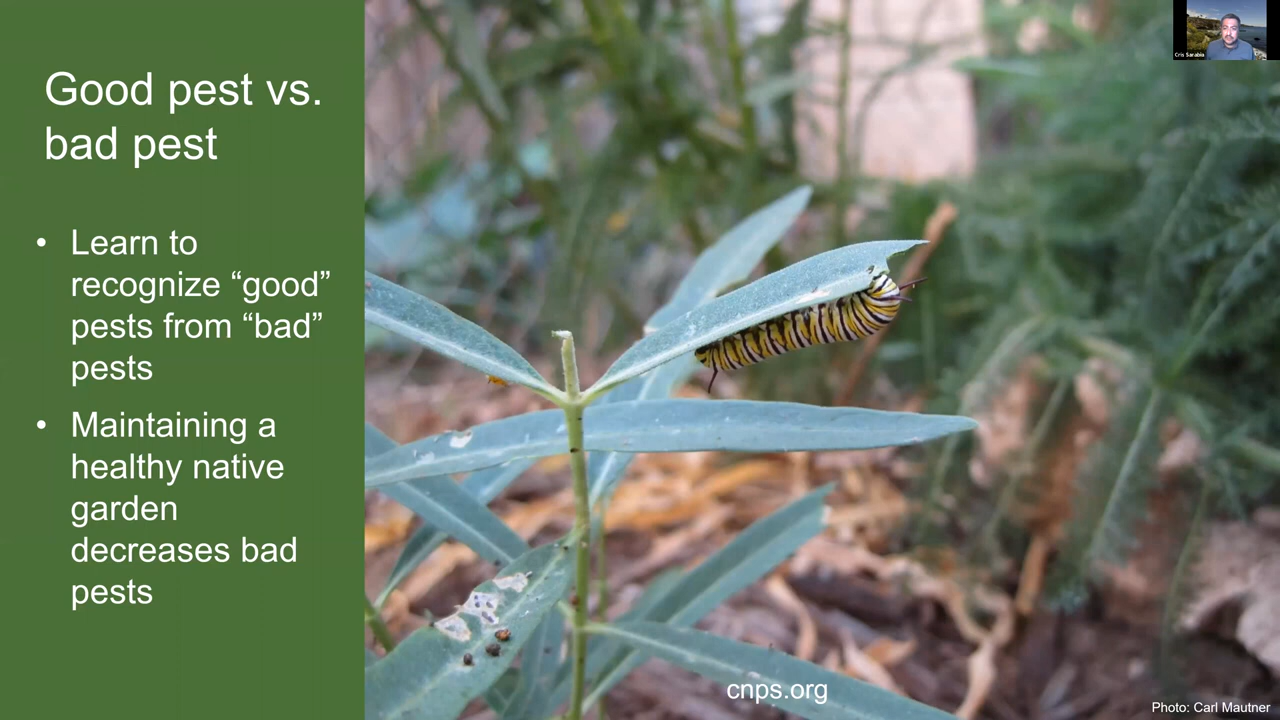 Good pest vs.
bad pest
• Learn to
recognize “good”
pests from “bad”
pests
• Maintaining a
healthy native
garden
decreases bad
pests
cnps.org
Photo: Carl Mautner
Cris Sarabia